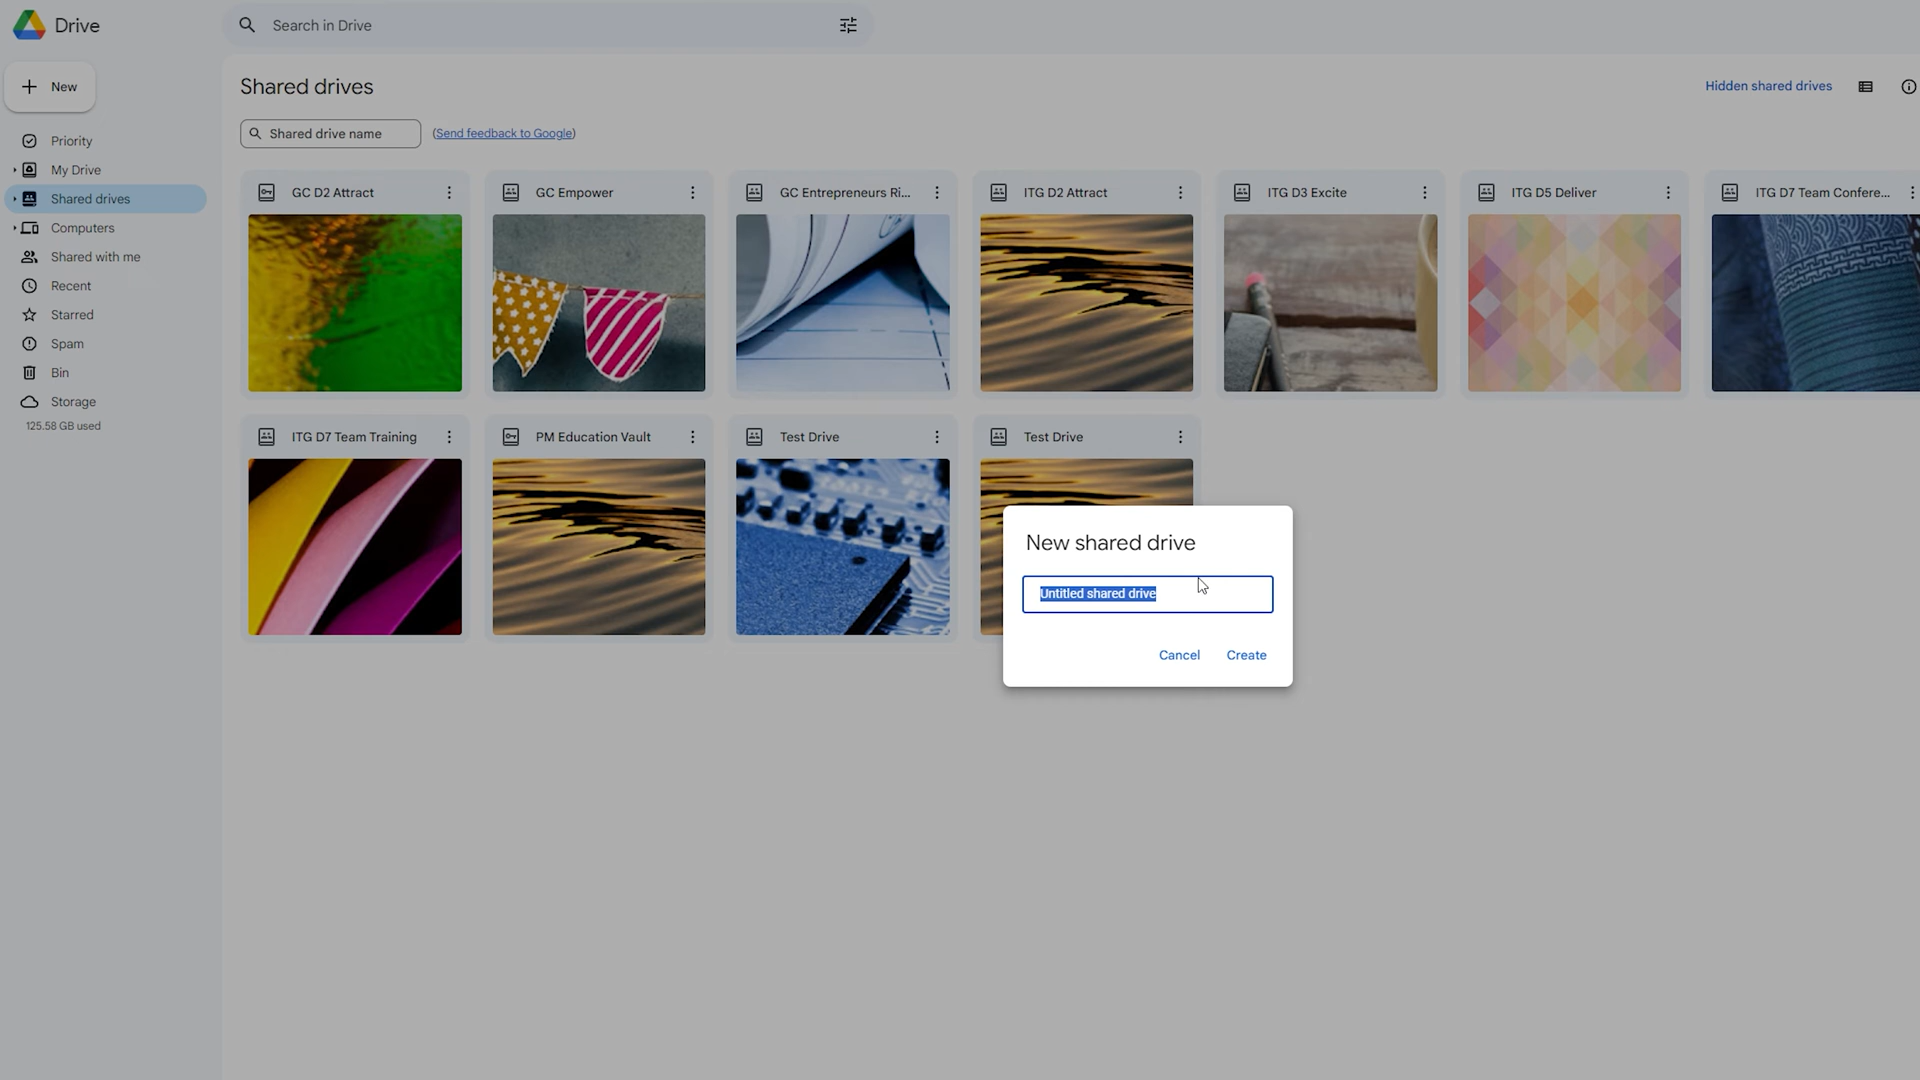 Drive
Search in Drive
New
Priority
My Drive
Shared drives
Computers
Shared with me
Recent
Starred
Spam
Bin
Storage
125.58 GB used
Shared drives
Hidden shared drives
Shared drive name
(Send feedback to Google)
GC D2 Attract
GC Empower
GC Entrepreneurs Ri...
ITG D2 Attract
ITG D3 Excite
ITG D5 Deliver
ITG D7 Team Confere...
ITG D7 Team Training
PM Education Vault
Test Drive
Test Drive
New shared drive
Untitled shared drive
Cancel
Create